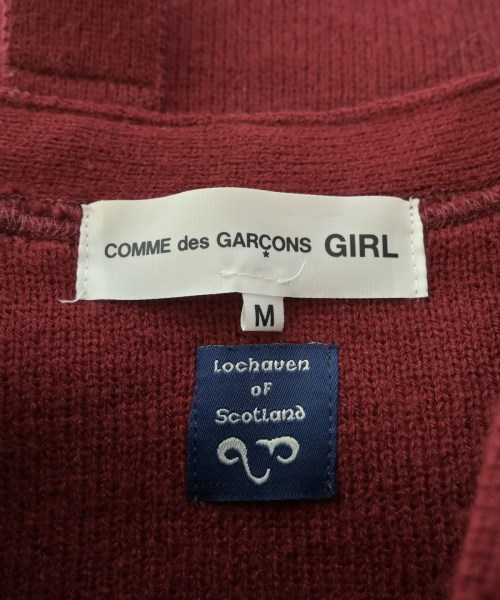 COMME des GARÇONS GIRL
M
Lochaven
of
Scotland